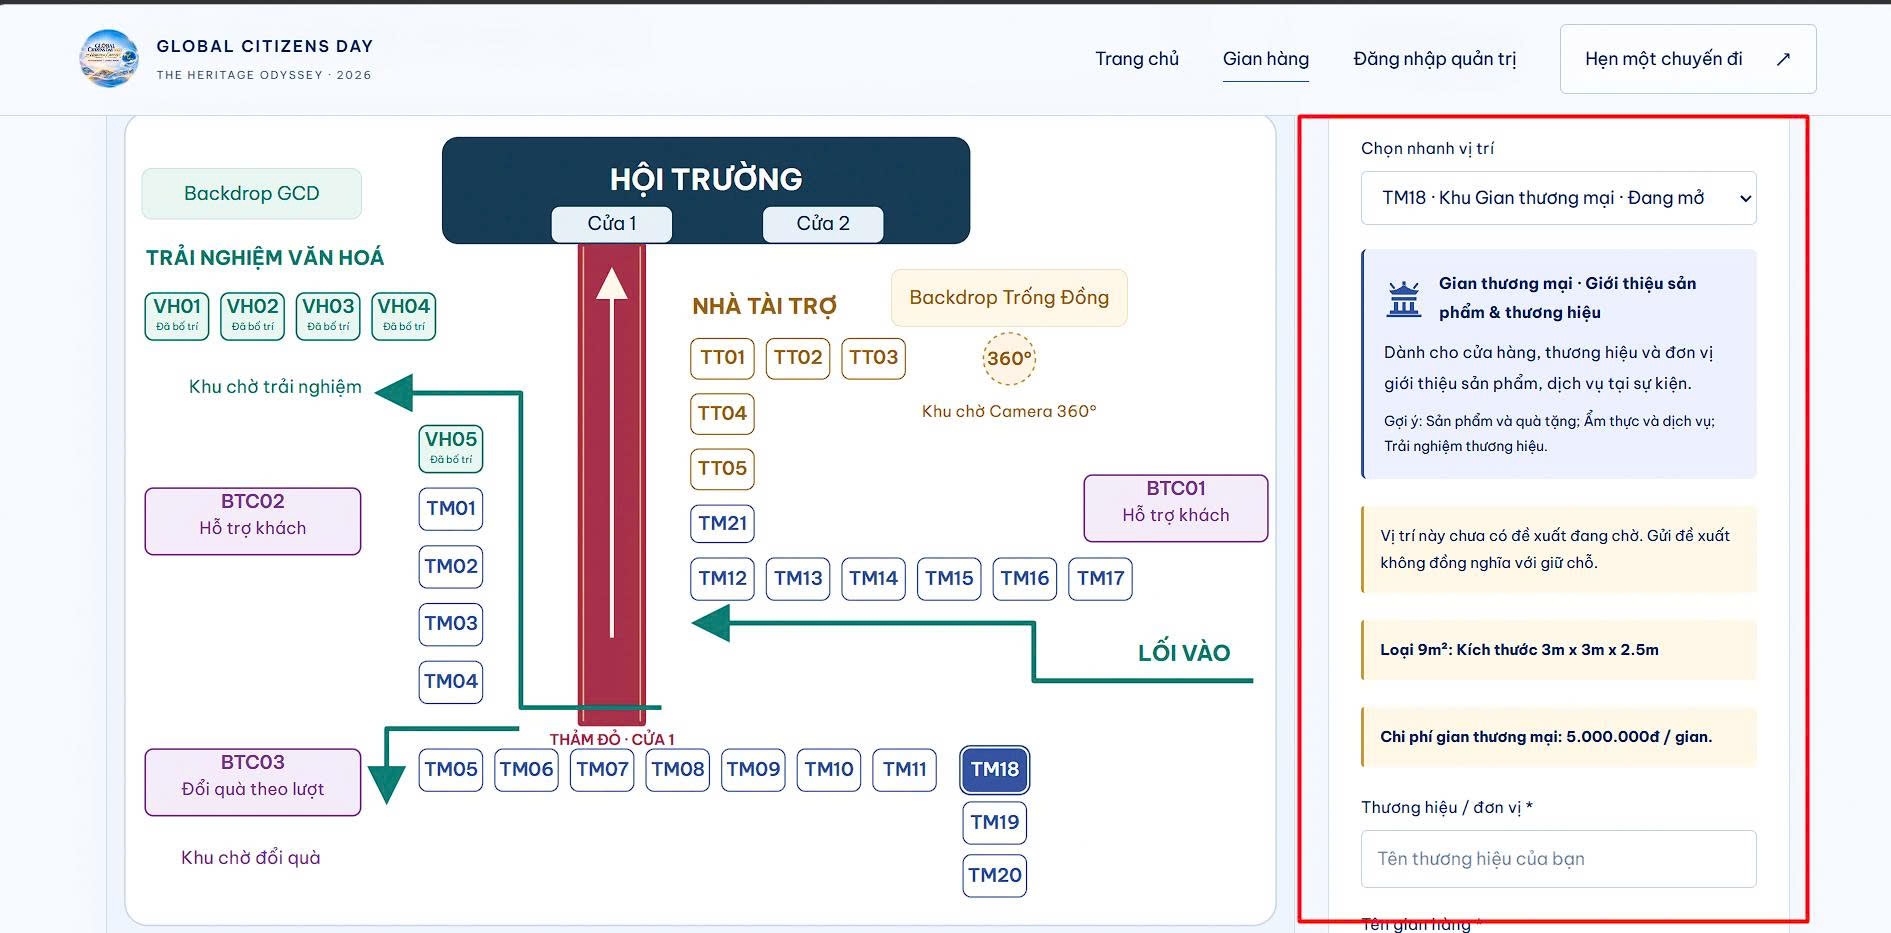 GLOBAL CITIZENS DAY
THE HERITAGE ODYSSEY · 2026
Trang chủ
Gian hàng
Đăng nhập quản trị
Hẹn một chuyến đi ↗
HỘI TRƯỜNG
Cửa 1
Cửa 2
Backdrop GCD
TRẢI NGHIỆM VĂN HOÁ
VH01
Đã bố trí
VH02
Đã bố trí
VH03
Đã bố trí
VH04
Đã bố trí
Khu chờ trải nghiệm
VH05
Đã bố trí
BTC02
Hỗ trợ khách
TM01
TM02
TM03
TM04
NHÀ TÀI TRỢ
Backdrop Trống Đồng
TT01
TT02
TT03
360°
Khu chờ Camera 360°
TT04
TT05
BTC01
Hỗ trợ khách
TM21
TM12
TM13
TM14
TM15
TM16
TM17
LỐI VÀO
THẢM ĐỎ · CỬA 1
BTC03
Đổi quà theo lượt
TM05
TM06
TM07
TM08
TM09
TM10
TM11
TM18
TM19
TM20
Khu chờ đổi quà
Chọn nhanh vị trí
TM18 · Khu Gian thương mại · Đang mở
Gian thương mại · Giới thiệu sản
phẩm & thương hiệu
Dành cho cửa hàng, thương hiệu và đơn vị
giới thiệu sản phẩm, dịch vụ tại sự kiện.
Gợi ý: Sản phẩm và quà tặng; Ẩm thực và dịch vụ;
Trải nghiệm thương hiệu.
Vị trí này chưa có đề xuất đang chờ. Gửi đề xuất
không đồng nghĩa với giữ chỗ.
Loại 9m²: Kích thước 3m x 3m x 2.5m
Chi phí gian thương mại: 5.000.000đ / gian.
Thương hiệu / đơn vị *
Tên thương hiệu của bạn
Tên gian hàng *